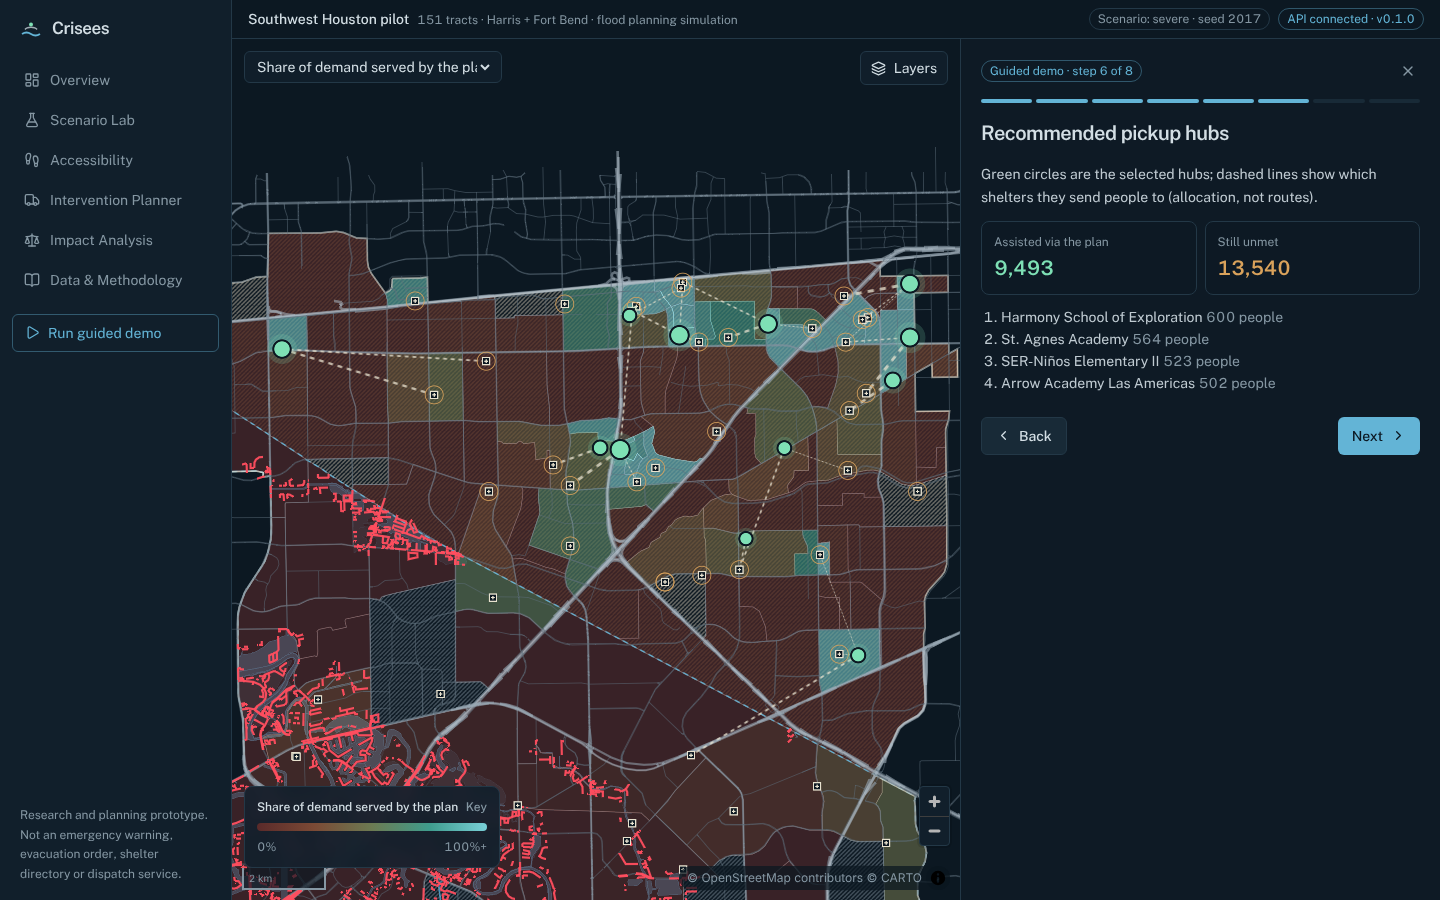 Crisees
Overview
Scenario Lab
Accessibility
Intervention Planner
Impact Analysis
Data & Methodology
Run guided demo
Research and planning prototype.
Not an emergency warning,
evacuation order, shelter
directory or dispatch service.
Southwest Houston pilot 151 tracts · Harris + Fort Bend · flood planning simulation
Scenario: severe · seed 2017
API connected · v0.1.0
Share of demand served by the pla
Layers
Share of demand served by the plan Key
0% 100%+
2 km
© OpenStreetMap contributors © CARTO
Guided demo · step 6 of 8
Recommended pickup hubs
Green circles are the selected hubs; dashed lines show which
shelters they send people to (allocation, not routes).
Assisted via the plan
9,493
Still unmet
13,540
1. Harmony School of Exploration 600 people
2. St. Agnes Academy 564 people
3. SER-Niños Elementary II 523 people
4. Arrow Academy Las Americas 502 people
Back
Next